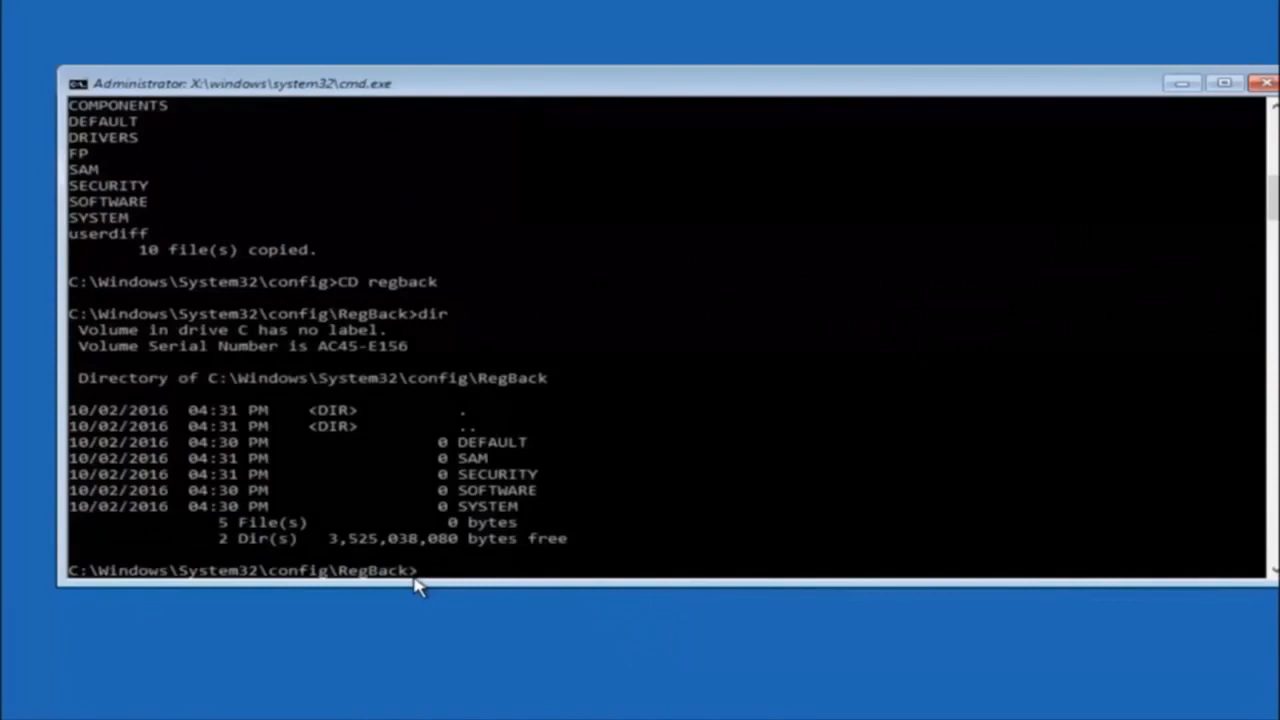 Administrator: X:\windows\system32\cmd.exe
COMPONENTS
DEFAULT
DRIVERS
FP
SAM
SECURITY
SOFTWARE
SYSTEM
userdiff
       10 file(s) copied.
C:\Windows\System32\config>CD regback
C:\Windows\System32\config\RegBack>dir
 Volume in drive C has no label.
 Volume Serial Number is AC45-E156
 Directory of C:\Windows\System32\config\RegBack
10/02/2016  04:31 PM    <DIR>          .
10/02/2016  04:31 PM    <DIR>          ..
10/02/2016  04:30 PM                 0 DEFAULT
10/02/2016  04:31 PM                 0 SAM
10/02/2016  04:31 PM                 0 SECURITY
10/02/2016  04:30 PM                 0 SOFTWARE
10/02/2016  04:30 PM                 0 SYSTEM
               5 File(s)              0 bytes
               2 Dir(s)   3,525,038,080 bytes free
C:\Windows\System32\config\RegBack>